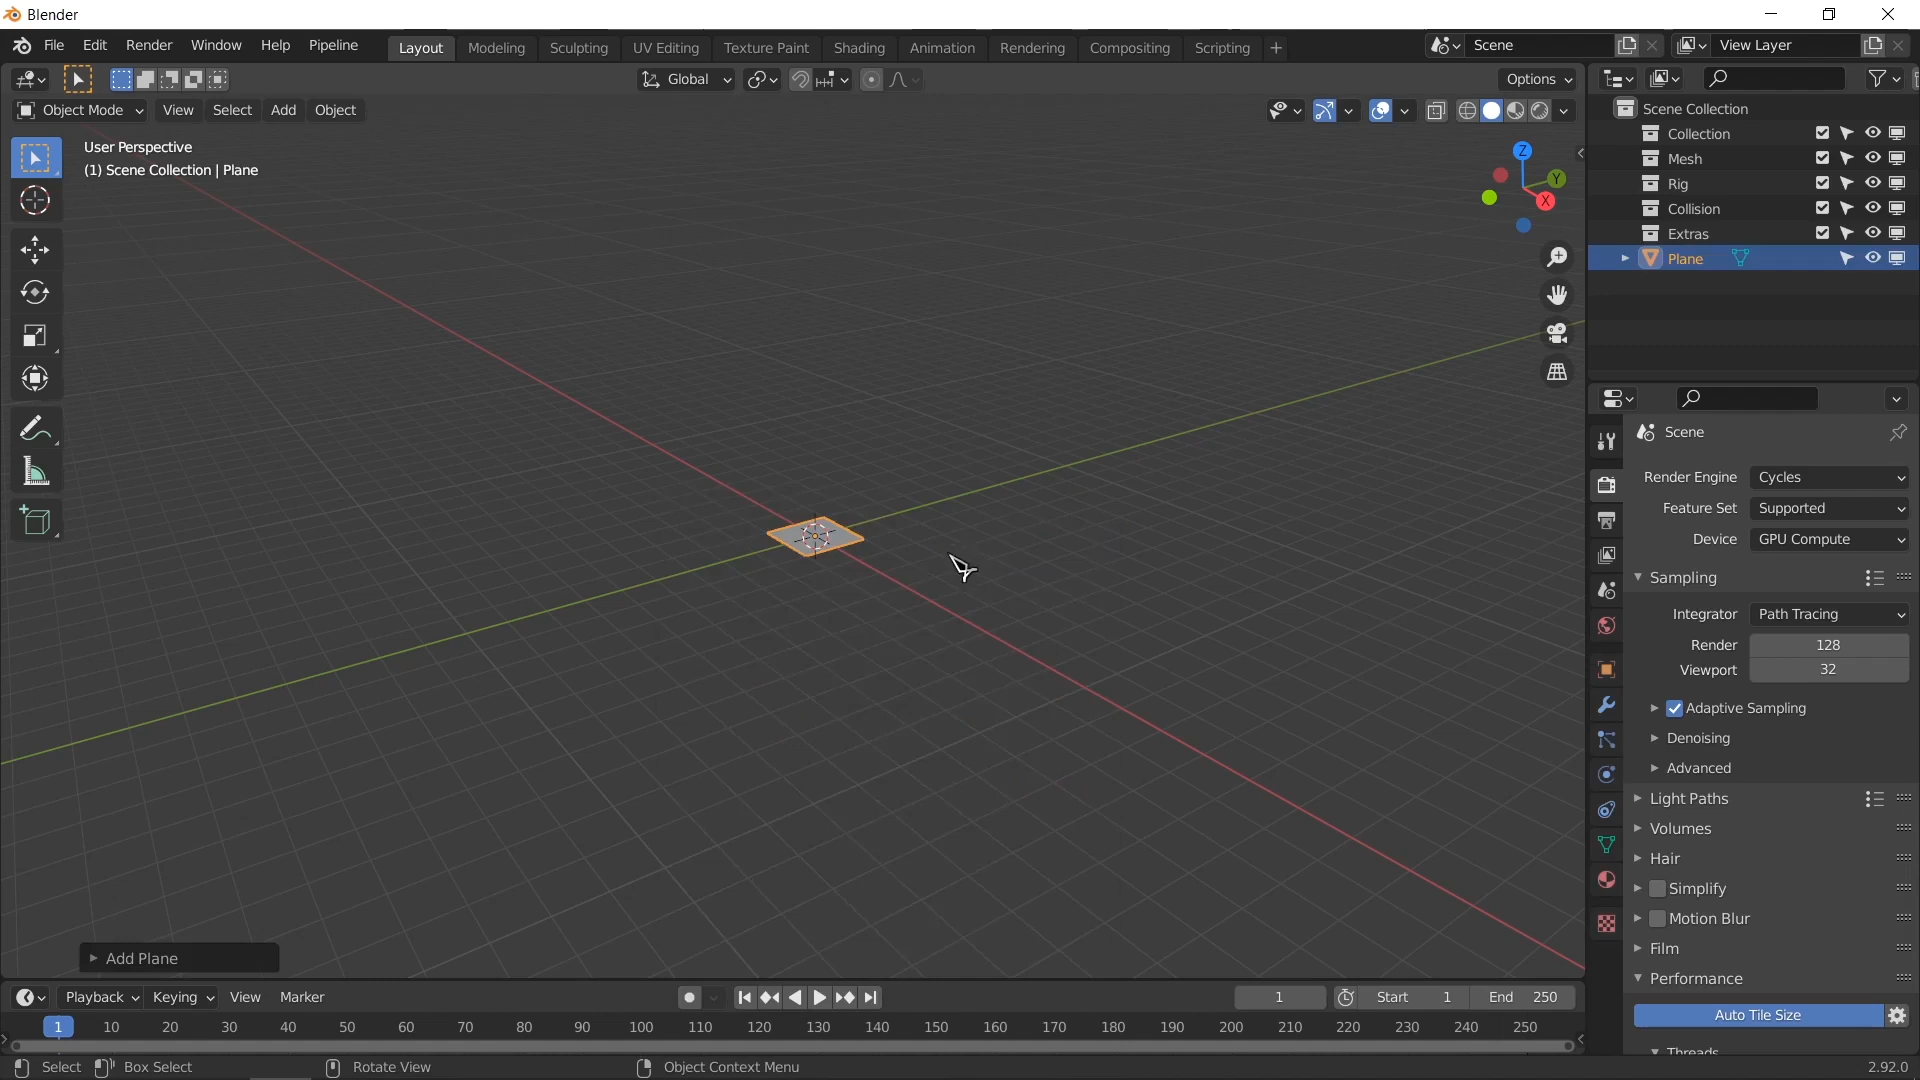 Blender
File Edit Render Window Help Pipeline
Layout Modeling Sculpting UV Editing Texture Paint Shading Animation Rendering Compositing Scripting +
Scene
View Layer
Global
Options
Object Mode View Select Add Object
User Perspective
(1) Scene Collection | Plane
Z
Y
X
Scene Collection
Collection
Mesh
Rig
Collision
Extras
Plane
Scene
Render Engine Cycles
Feature Set Supported
Device GPU Compute
Sampling
Integrator Path Tracing
Render 128
Viewport 32
Adaptive Sampling
Denoising
Advanced
Light Paths
Volumes
Hair
Simplify
Motion Blur
Film
Performance
Auto Tile Size
Threads
Add Plane
Playback Keying View Marker
1
Start 1 End 250
1 10 20 30 40 50 60 70 80 90 100 110 120 130 140 150 160 170 180 190 200 210 220 230 240 250
Select Box Select Rotate View Object Context Menu 2.92.0